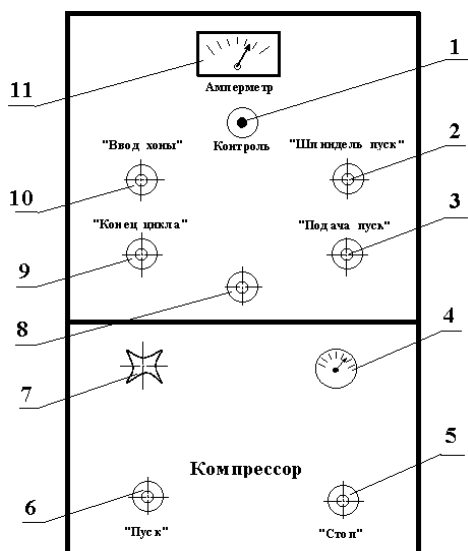 1
11
Амперметр
"Ввод хоны"
Контроль
"Шпиндель пуск"
2
10
"Конец цикла"
"Подача пуск"
3
9
8
4
7
Компрессор
5
6
"Пуск"
"Стоп"